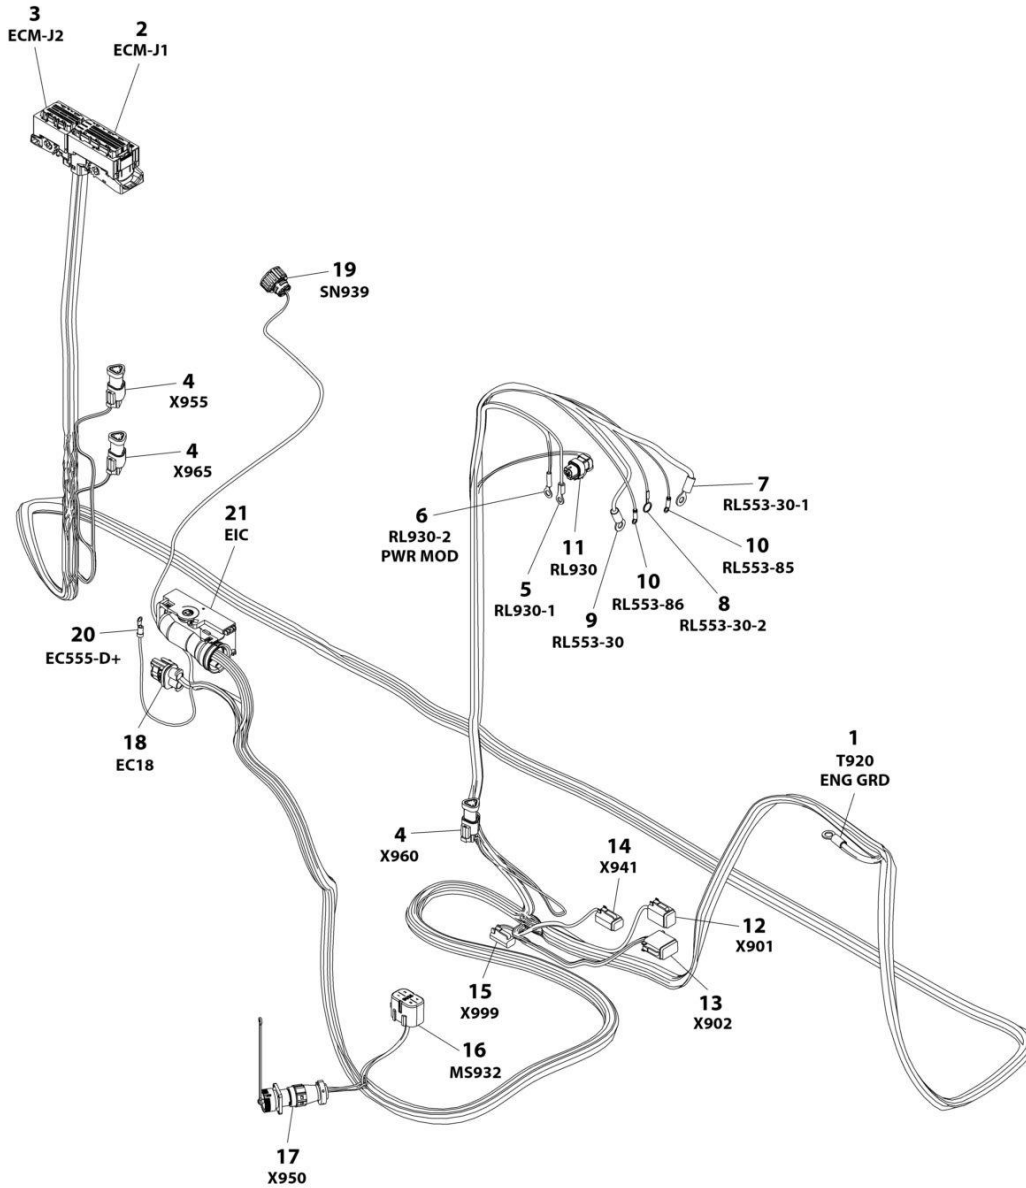 3
ECM-J2
2
ECM-J1
19
SN939
4
X955
4
X965
21
EIC
20
EC555-D+
18
EC18
6
RL930-2
PWR MOD
5
RL930-1
11
RL930
9
RL553-30
10
RL553-86
8
RL553-30-2
10
RL553-85
7
RL553-30-1
1
T920
ENG GRD
4
X960
14
X941
12
X901
13
X902
15
X999
16
MS932
17
X950